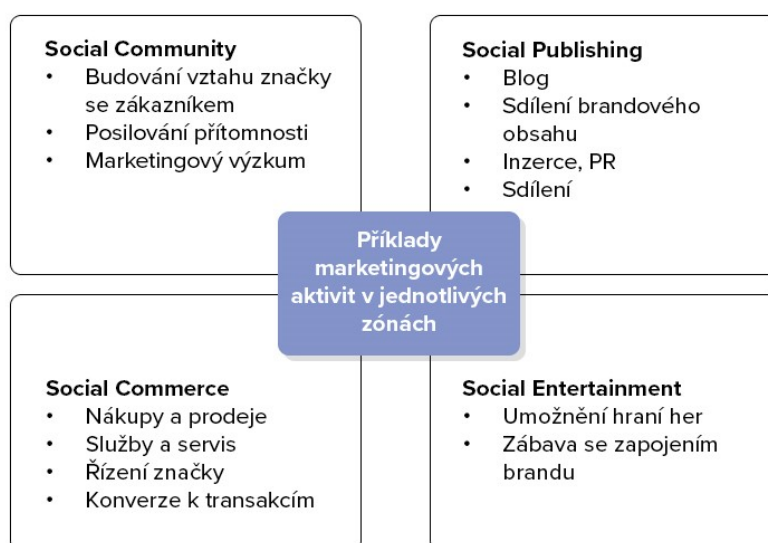 Social Community
• Budování vztahu značky
se zákazníkem
• Posilování přítomnosti
• Marketingový výzkum
Social Publishing
• Blog
• Sdílení brandového
obsahu
• Inzerce, PR
• Sdílení
Příklady
marketingových
aktivit v jednotlivých
zónách
Social Commerce
• Nákupy a prodeje
• Služby a servis
• Řízení značky
• Konverze k transakcím
Social Entertainment
• Umožnění hraní her
• Zábava se zapojením
brandu